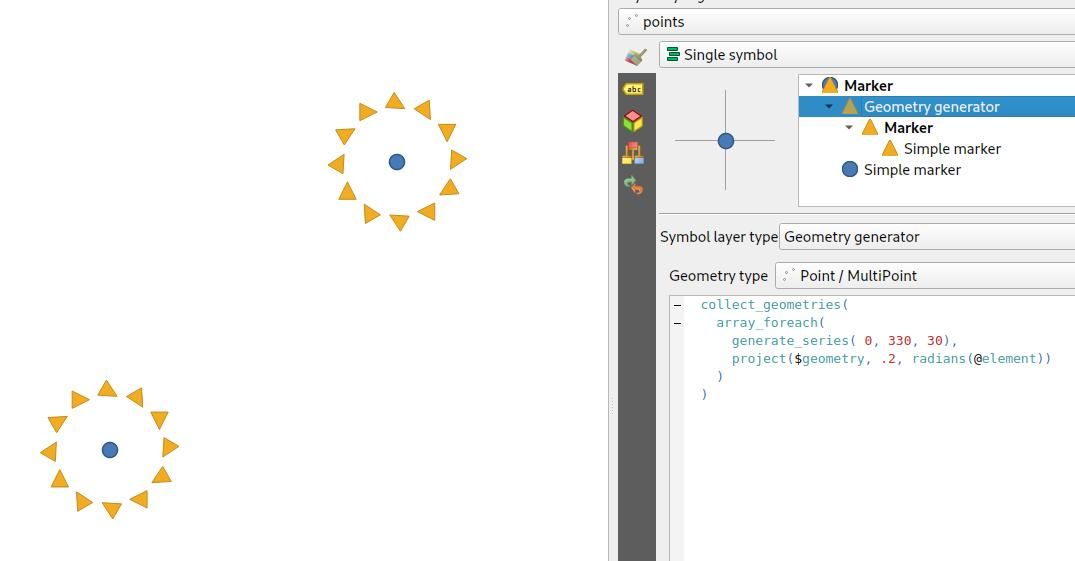 points
Single symbol
abc
Marker
Geometry generator
Marker
Simple marker
Simple marker
Symbol layer type Geometry generator
Geometry type Point / MultiPoint
collect_geometries(
array_foreach(
generate_series( 0, 330, 30),
project($geometry, .2, radians(@element))
)
)